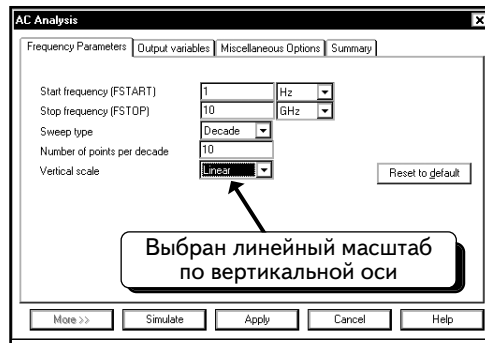 AC Analysis
Frequency Parameters Output variables Miscellaneous Options Summary
Start frequency (FSTART) 1 Hz
Stop frequency (FSTOP) 10 GHz
Sweep type Decade
Number of points per decade 10
Vertical scale Linear
Reset to default
Выбран линейный масштаб
по вертикальной оси
More >> Simulate Apply Cancel Help